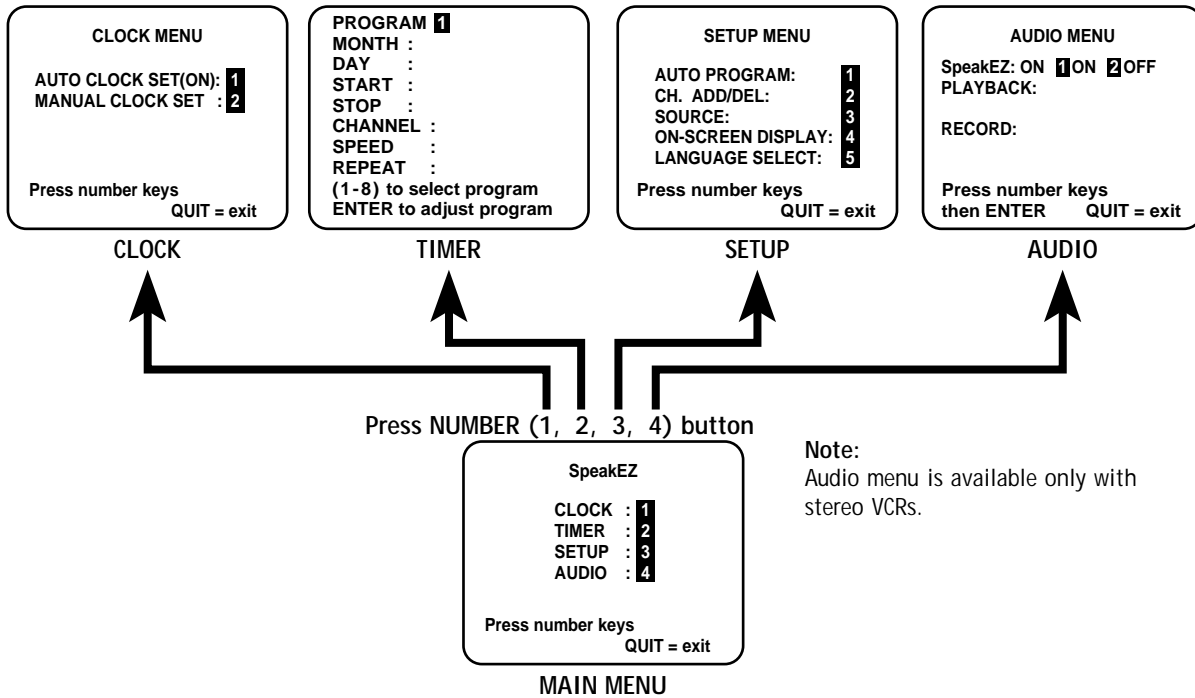 CLOCK MENU
AUTO CLOCK SET(ON): 1
MANUAL CLOCK SET : 2
Press number keys
QUIT = exit
CLOCK
PROGRAM 1
MONTH :
DAY :
START :
STOP :
CHANNEL :
SPEED :
REPEAT :
(1-8) to select program
ENTER to adjust program
TIMER
SETUP MENU
AUTO PROGRAM: 1
CH. ADD/DEL: 2
SOURCE: 3
ON-SCREEN DISPLAY: 4
LANGUAGE SELECT: 5
Press number keys
QUIT = exit
SETUP
AUDIO MENU
SpeakEZ: ON 1 ON 2 OFF
PLAYBACK:
RECORD:
Press number keys
then ENTER QUIT = exit
AUDIO
Press NUMBER (1, 2, 3, 4) button
SpeakEZ
CLOCK : 1
TIMER : 2
SETUP : 3
AUDIO : 4
Press number keys
QUIT = exit
MAIN MENU
Note:
Audio menu is available only with
stereo VCRs.